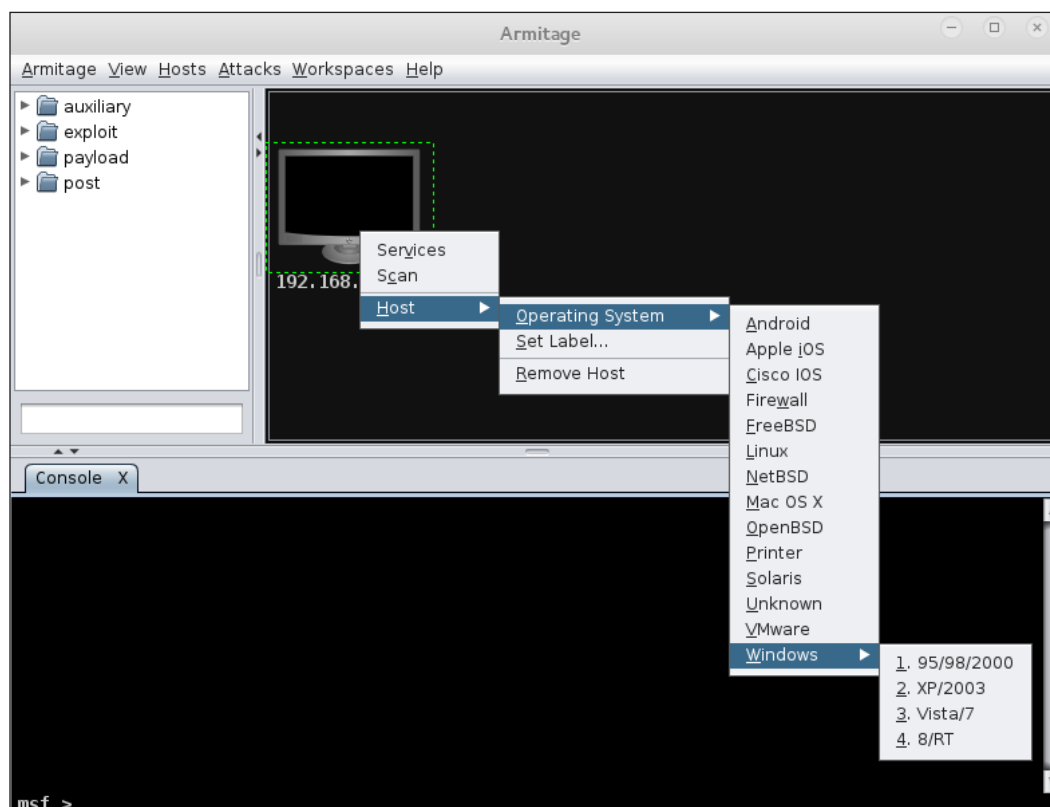 Armitage
Armitage View Hosts Attacks Workspaces Help
auxiliary
exploit
payload
post
192.168.
Services
Scan
Host
Operating System
Set Label...
Remove Host
Android
Apple iOS
Cisco IOS
Firewall
FreeBSD
Linux
NetBSD
Mac OS X
OpenBSD
Printer
Solaris
Unknown
VMware
Windows
1. 95/98/2000
2. XP/2003
3. Vista/7
4. 8/RT
Console X
msf >